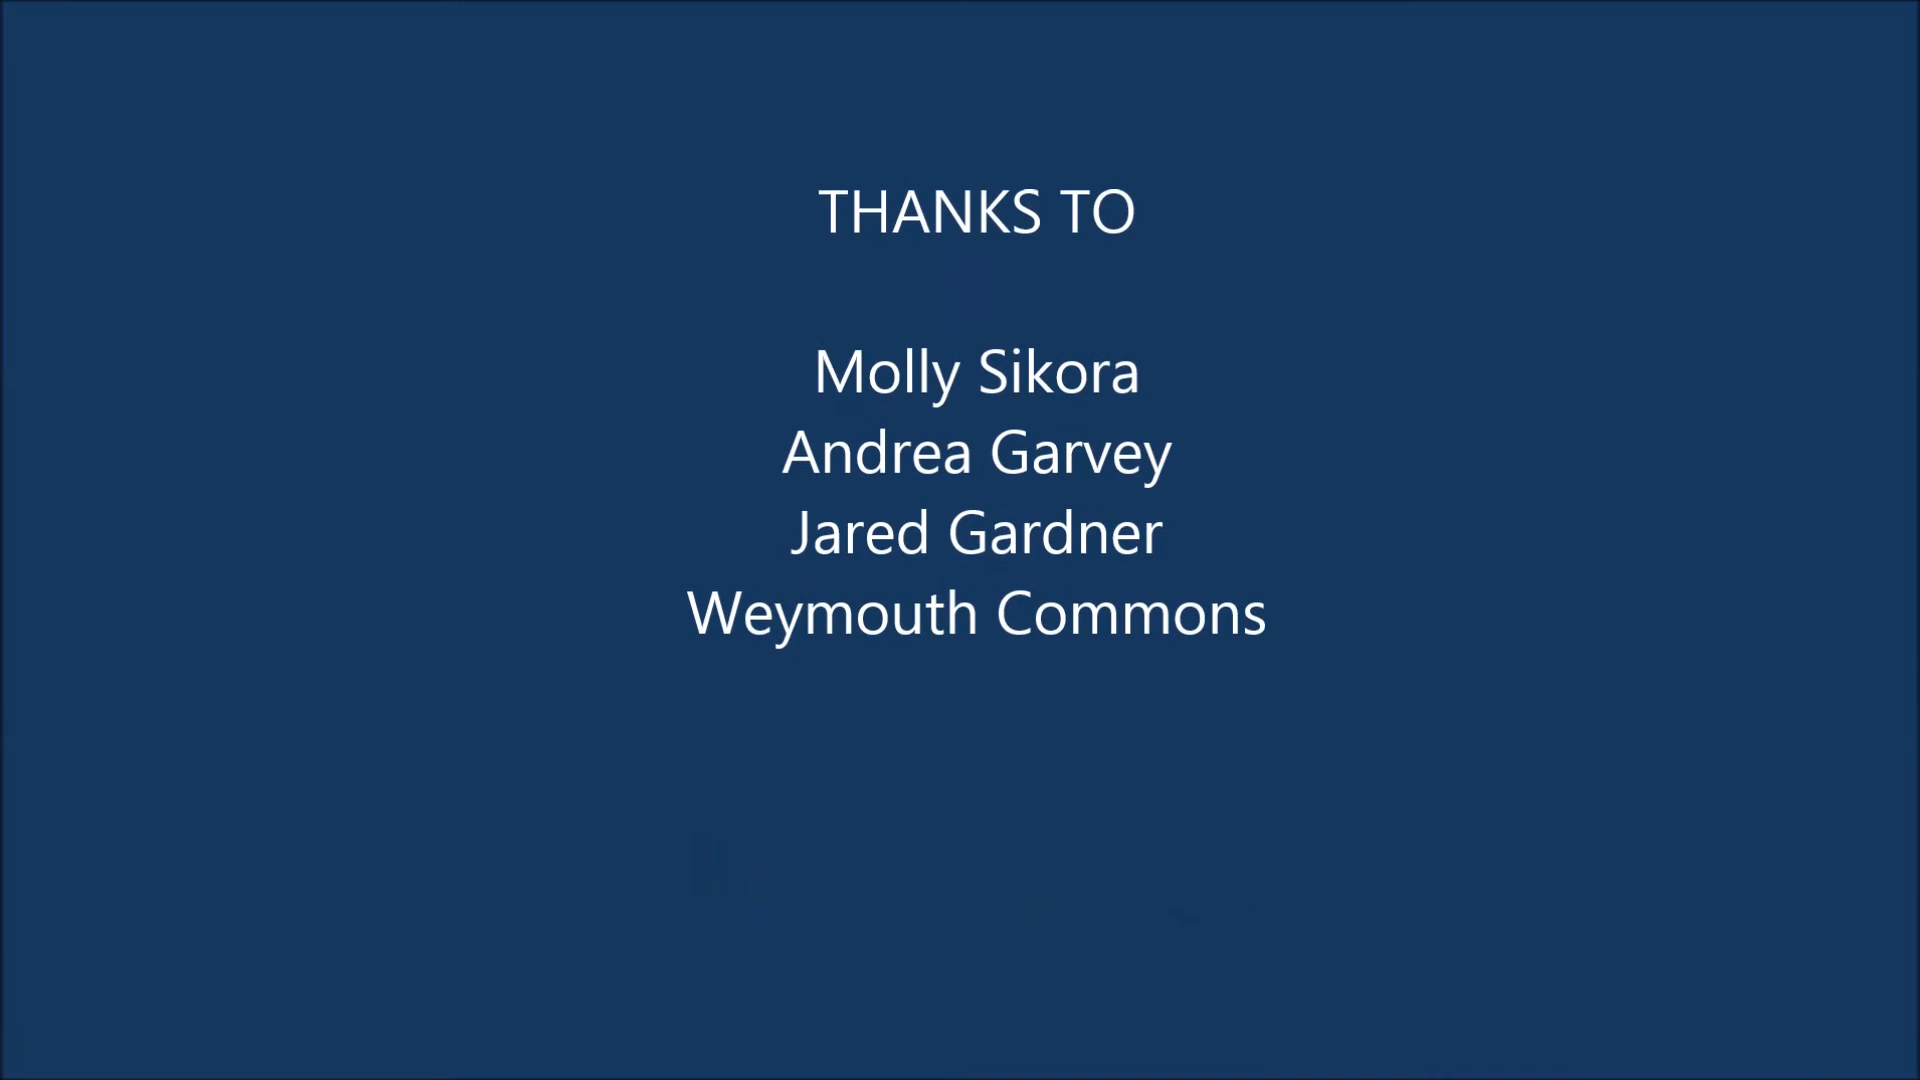 THANKS TO
Molly Sikora
Andrea Garvey
Jared Gardner
Weymouth Commons